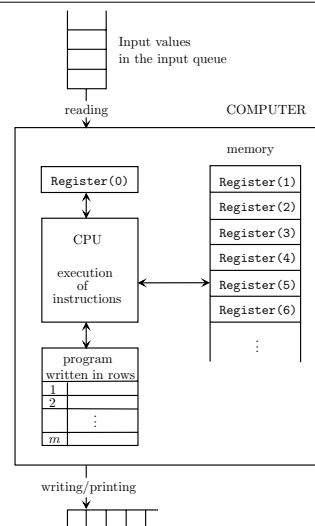 Input values
in the input queue
reading
COMPUTER
memory
Register(0)
Register(1)
Register(2)
Register(3)
Register(4)
Register(5)
Register(6)
⋮
CPU
execution
of
instructions
program
written in rows
1
2
⋮
m
writing/printing